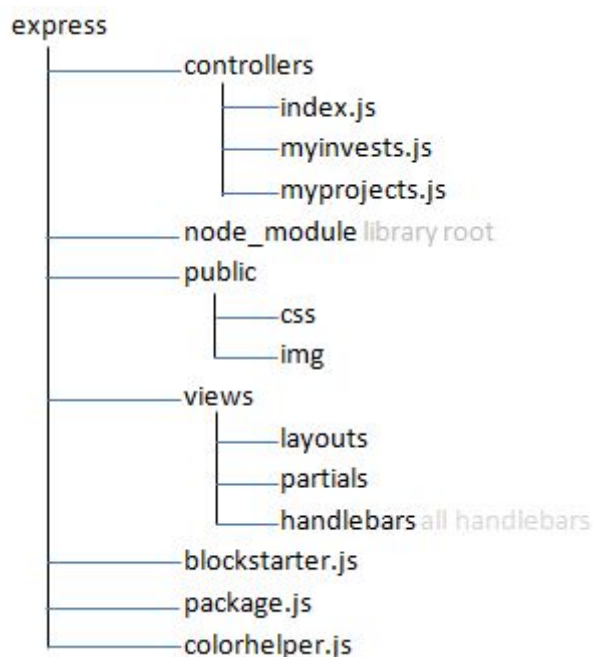 express
controllers
index.js
myinvests.js
myprojects.js
node_module library root
public
css
img
views
layouts
partials
handlebars all handlebars
blockstarter.js
package.js
colorhelper.js